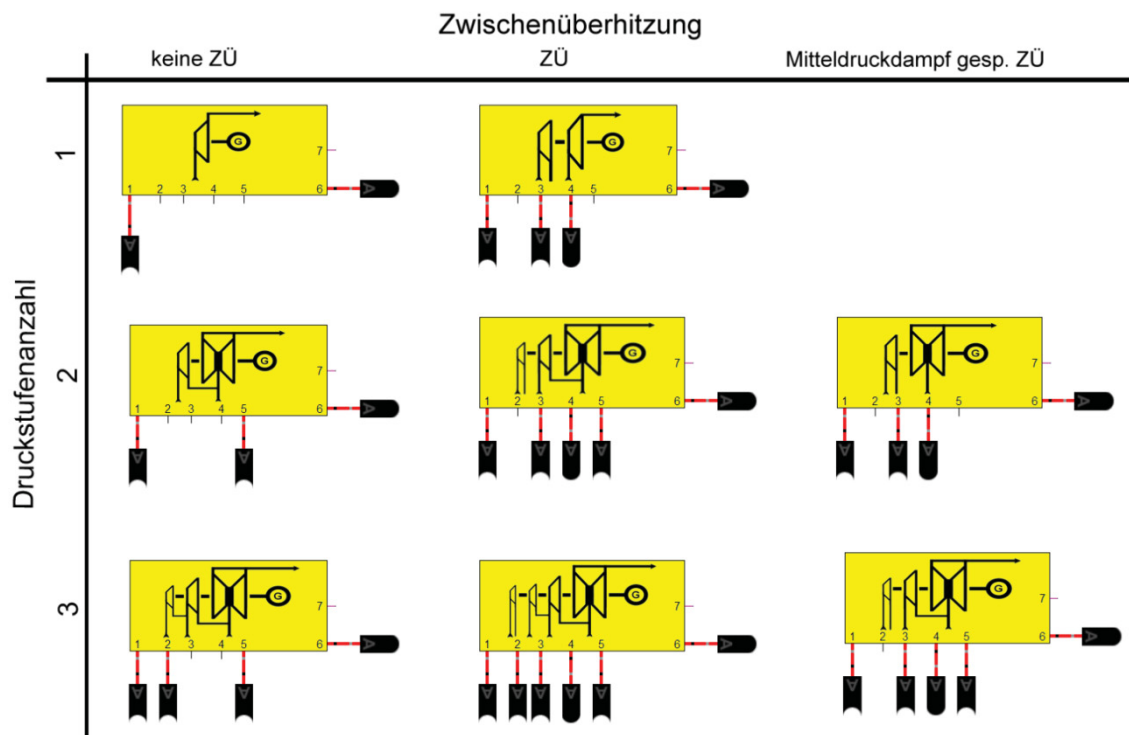 Zwischenüberhitzung
keine ZÜ ZÜ Mitteldruckdampf gesp. ZÜ
Druckstufenanzahl
1
G 7
1 2 3 4 5 6 A
A
G 7
1 2 3 4 5 6 A
A A A
2
G 7
1 2 3 4 5 6 A
A A
G 7
1 2 3 4 5 6 A
A A A A
G 7
1 2 3 4 5 6 A
A A A
3
G 7
1 2 3 4 5 6 A
A A A
G 7
1 2 3 4 5 6 A
A A A A A
G 7
1 2 3 4 5 6 A
A A A A